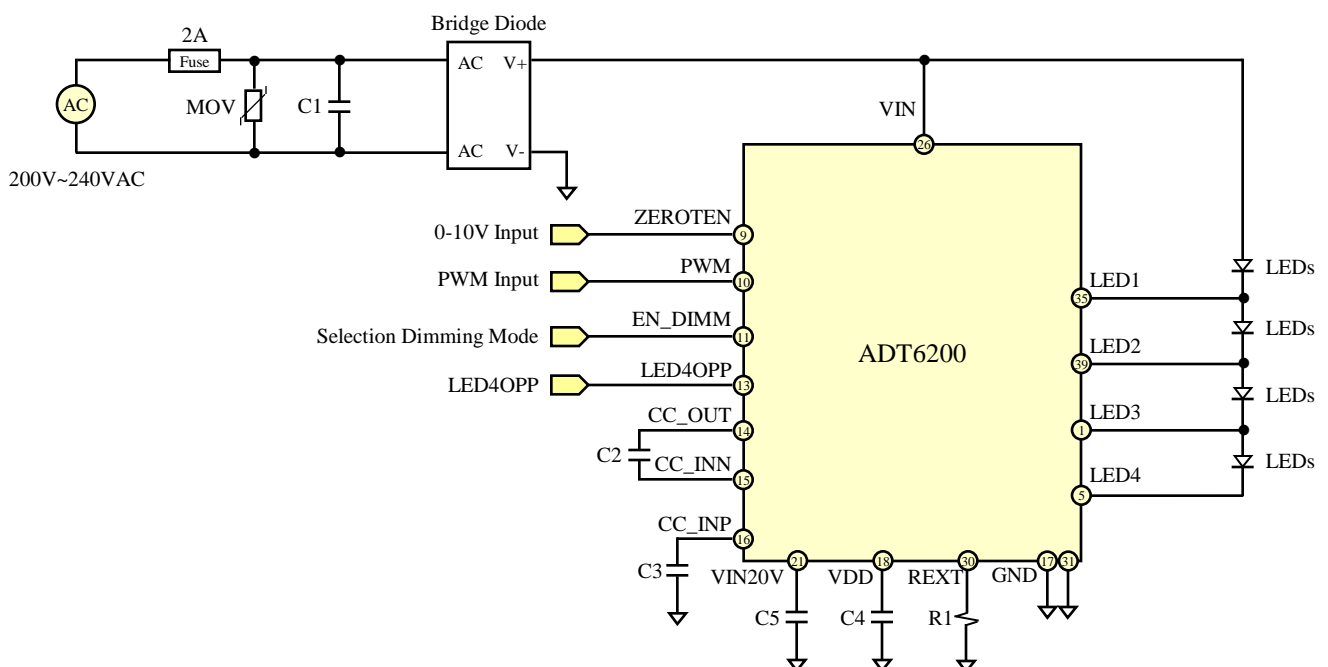 Bridge Diode
2A
Fuse
AC
V+
AC
MOV
C1
VIN
AC
V-
26
200V~240VAC
0-10V Input
ZEROTEN
9
PWM Input
PWM
10
LEDs
LED1
35
Selection Dimming Mode
EN_DIMM
11
LEDs
ADT6200
LED2
39
LED4OPP
LED4OPP
13
LEDs
CC_OUT
14
LED3
1
C2
CC_INN
15
LEDs
LED4
5
CC_INP
16
C3
VIN20V
21
VDD
18
REXT
30
GND
17
31
C5
C4
R1